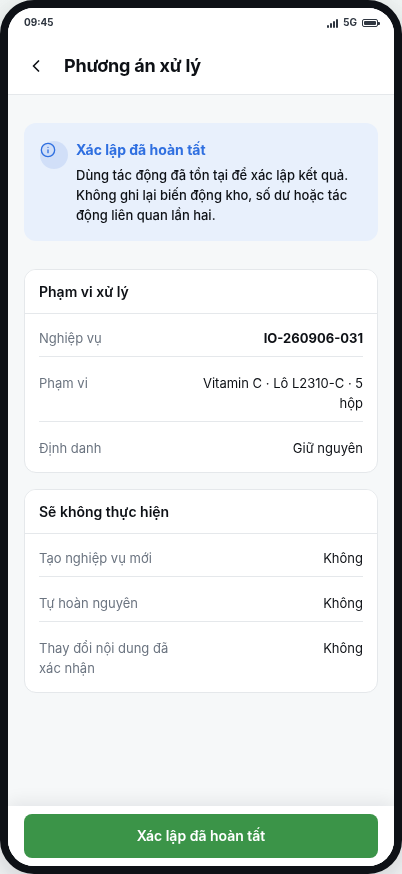 09:45
5G
Phương án xử lý
Xác lập đã hoàn tất
Dùng tác động đã tồn tại để xác lập kết quả.
Không ghi lại biến động kho, số dư hoặc tác
động liên quan lần hai.
Phạm vi xử lý
Nghiệp vụ
IO-260906-031
Phạm vi
Vitamin C · Lô L2310-C · 5
hộp
Định danh
Giữ nguyên
Sẽ không thực hiện
Tạo nghiệp vụ mới
Không
Tự hoàn nguyên
Không
Thay đổi nội dung đã
xác nhận
Không
Xác lập đã hoàn tất